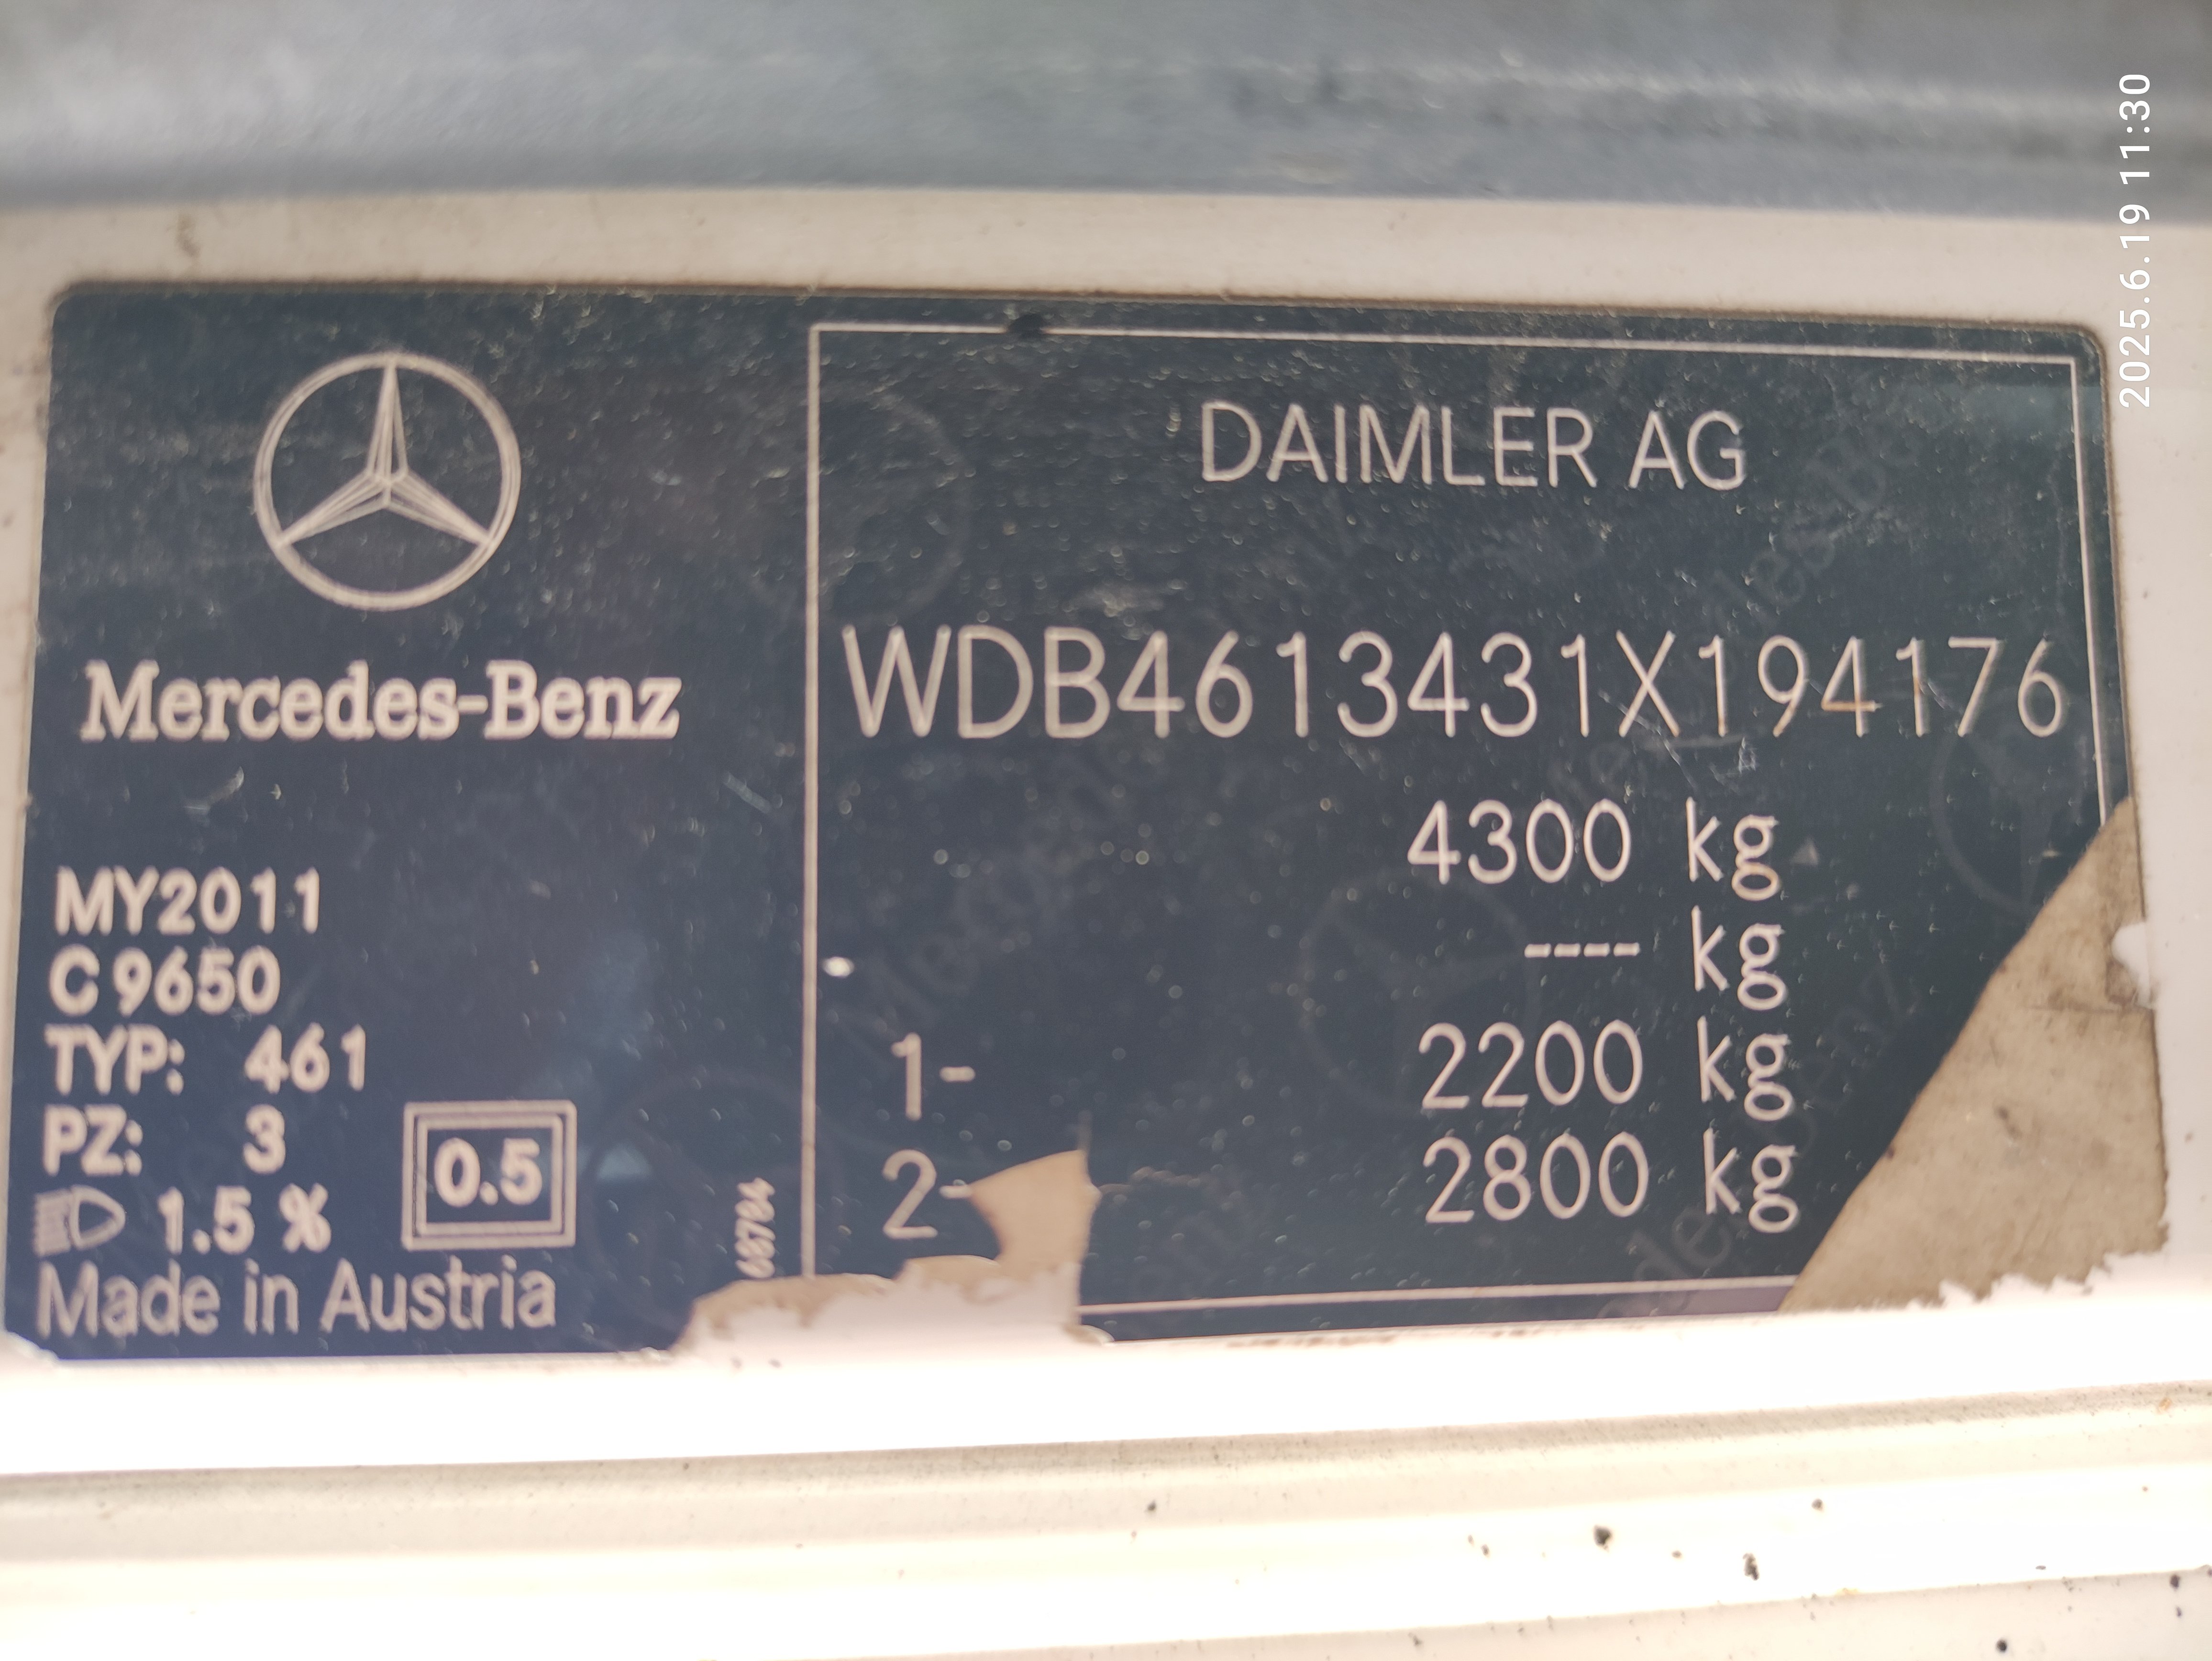 Mercedes-Benz
MY2011
C 9650
TYP: 461
PZ: 3
1.5 %
0.5
Made in Austria
DAIMLER AG
WDB4613431X194176
4300 kg
---- kg
1- 2200 kg
2- 2800 kg
2025.6.19 11:30